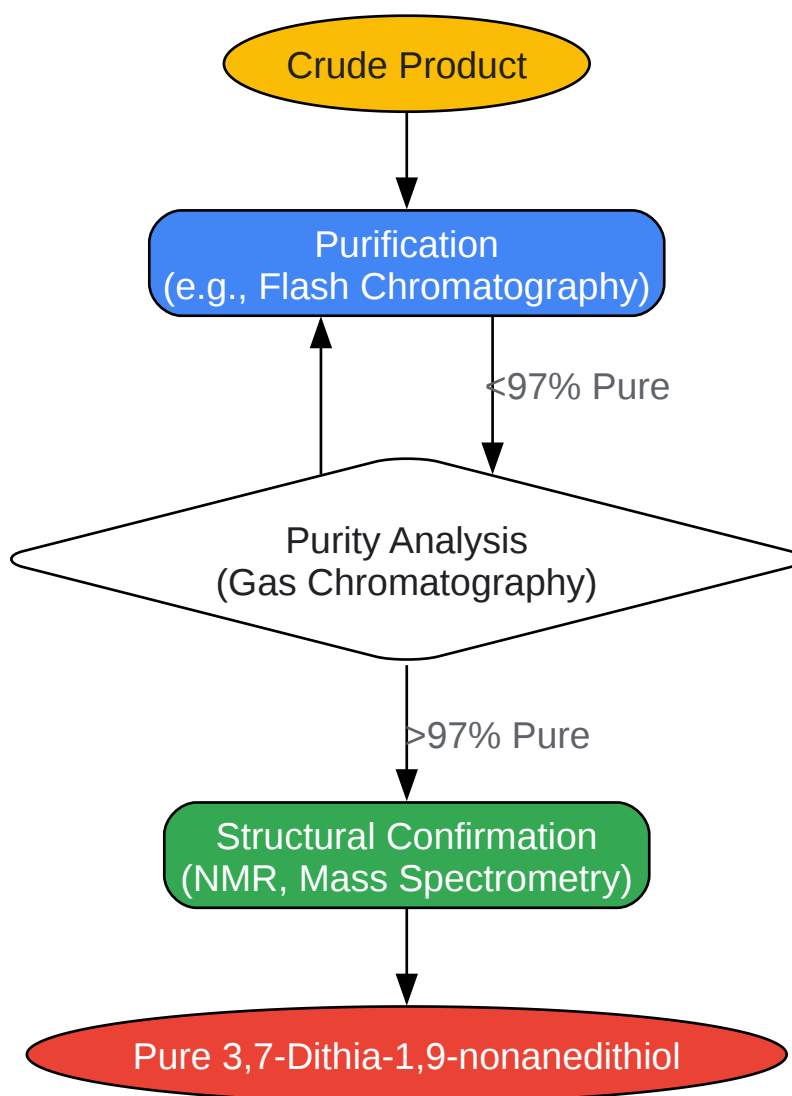 Crude Product
Purification
(e.g., Flash Chromatography)
<97% Pure
Purity Analysis
(Gas Chromatography)
>97% Pure
Structural Confirmation
(NMR, Mass Spectrometry)
Pure 3,7-Dithia-1,9-nonanedithiol